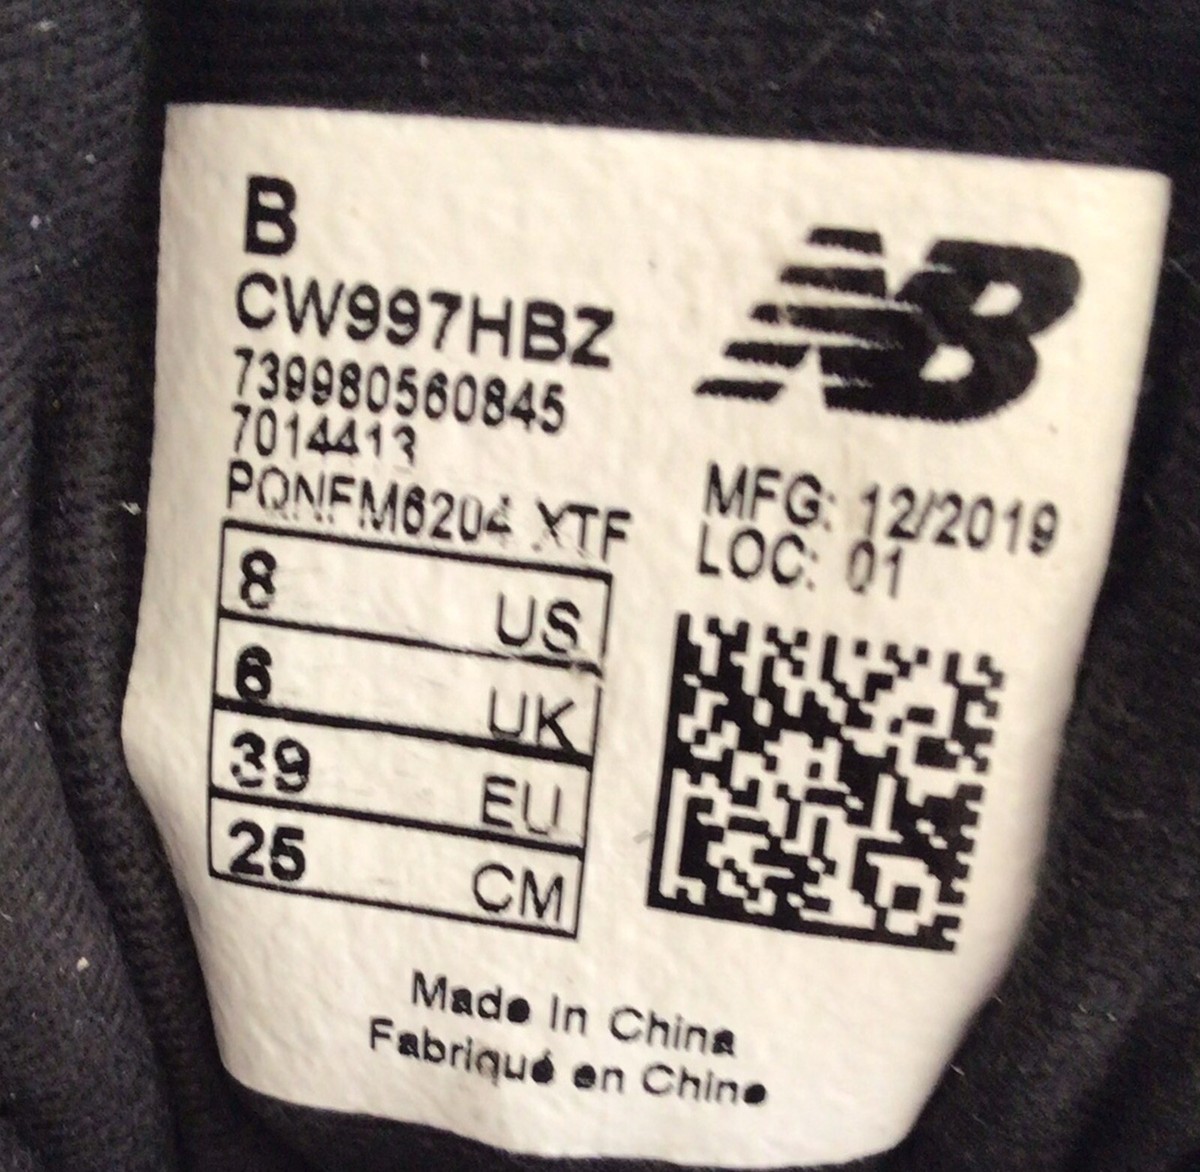 B
CW997HBZ
739980560845
7014413
PQNFM6204 XTF
8 US
6 UK
39 EU
25 CM
NB
MFG: 12/2019
LOC: 01
Made In China
Fabriqué en Chine